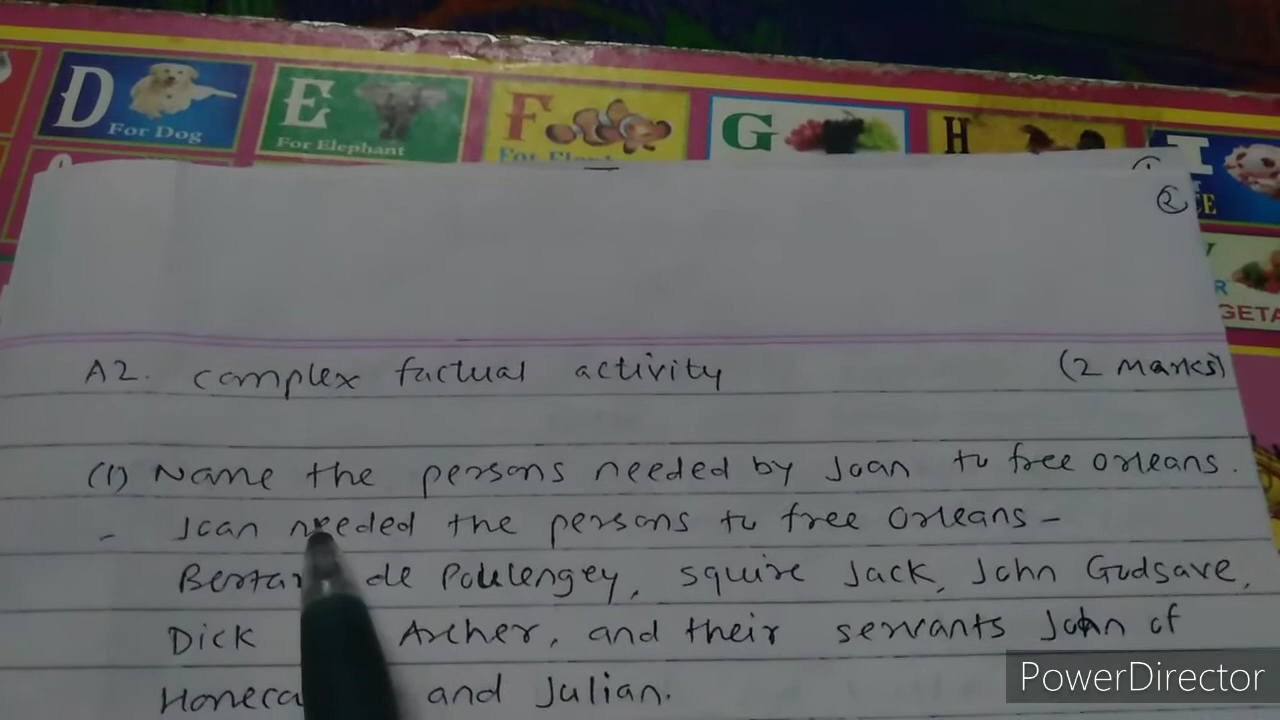 D
For Dog
E
For Elephant
F
G
H
I
2
GETA
A2. complex factual activity (2 marks)
(1) Name the persons needed by Joan to free orleans.
- Joan needed the persons to free Orleans -
de Poulengey, squire Jack, John Godsave,
Dick Archer, and their servants John of
and Julian.
PowerDirector